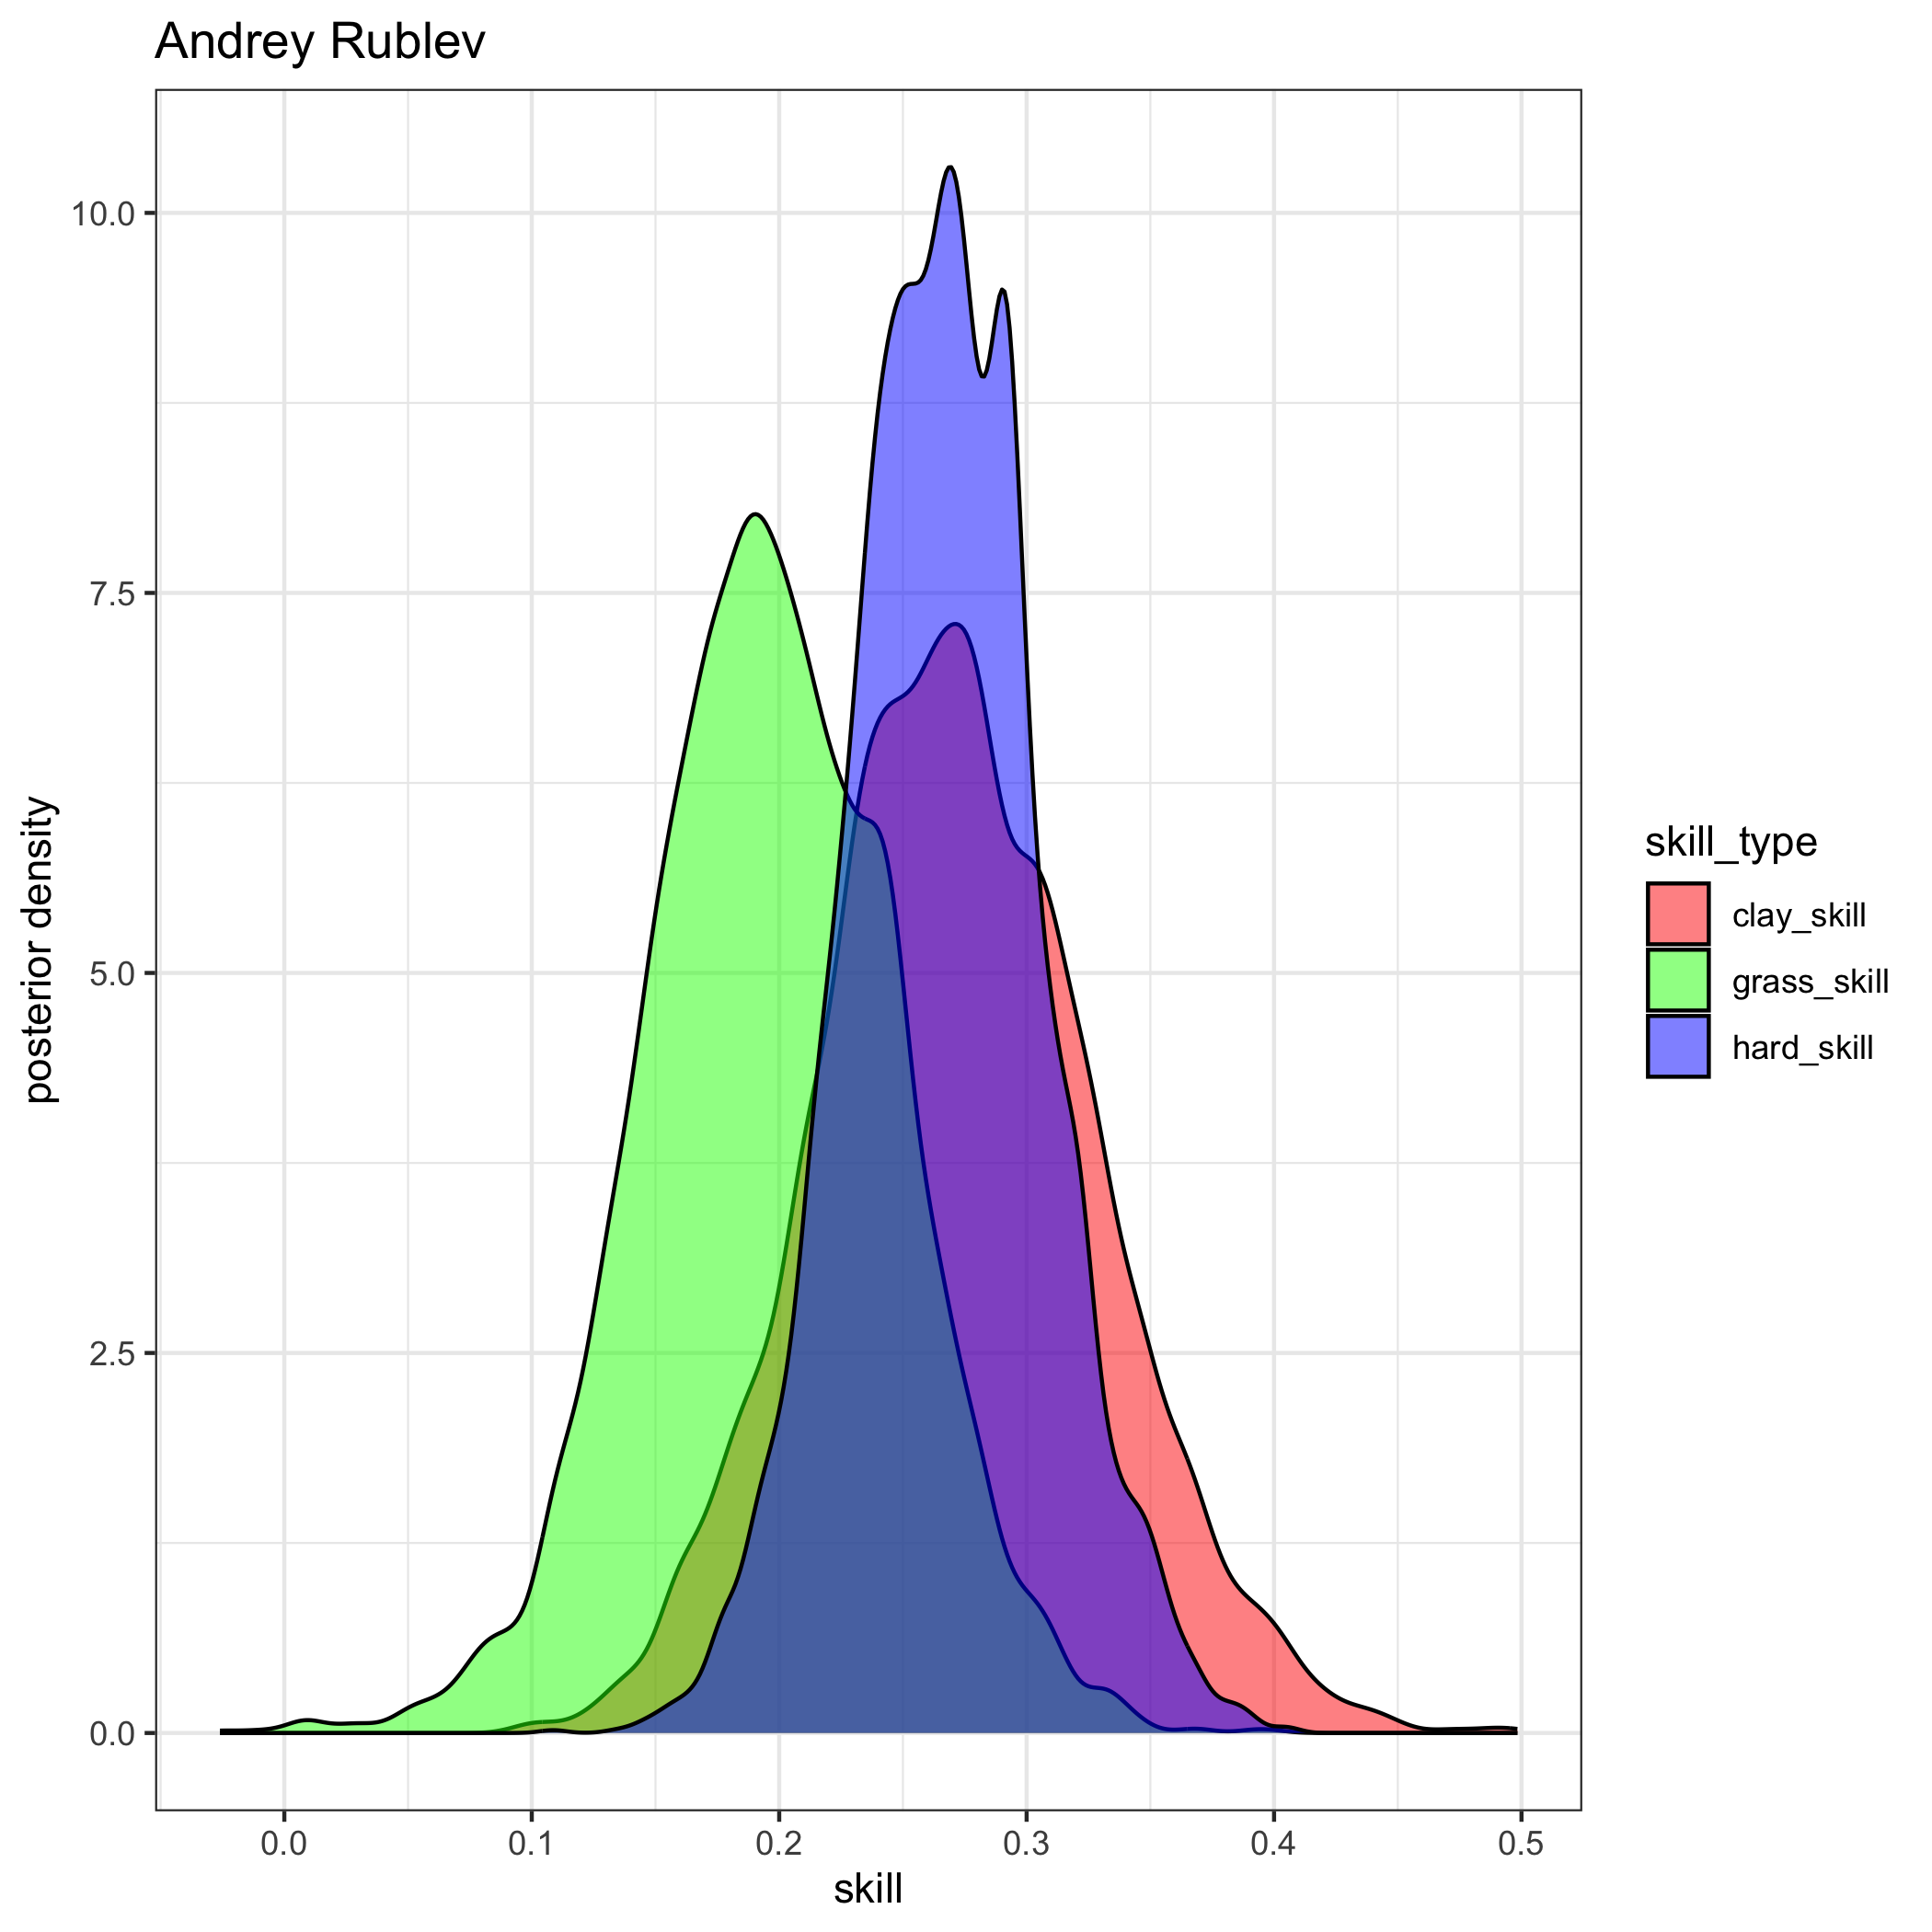 Andrey Rublev
10.0
7.5
5.0
2.5
0.0
posterior density
0.0 0.1 0.2 0.3 0.4 0.5
skill
skill_type
clay_skill
grass_skill
hard_skill